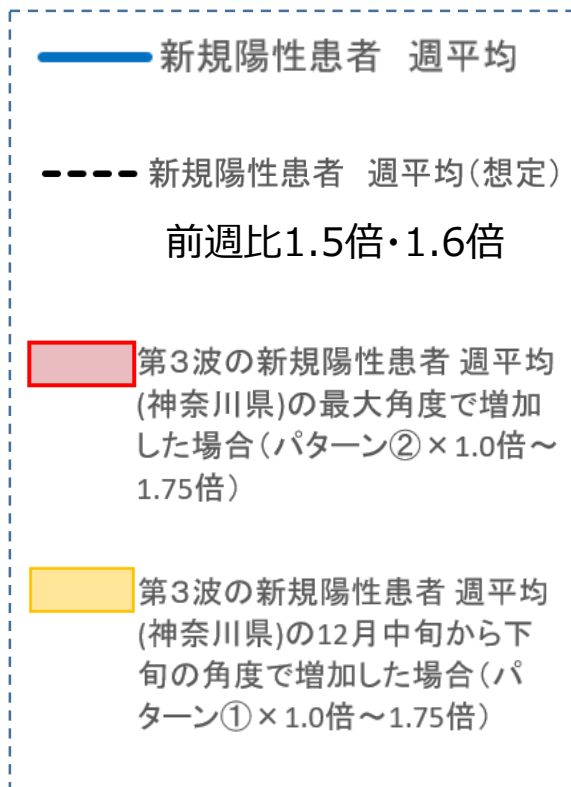 新規陽性患者　週平均
新規陽性患者　週平均（想定）
前週比1.5倍・1.6倍
第３波の新規陽性患者 週平均
(神奈川県)の最大角度で増加
した場合（パターン②×1.0倍～
1.75倍）
第３波の新規陽性患者 週平均
(神奈川県)の12月中旬から下
旬の角度で増加した場合（パ
ターン①×1.0倍～1.75倍）